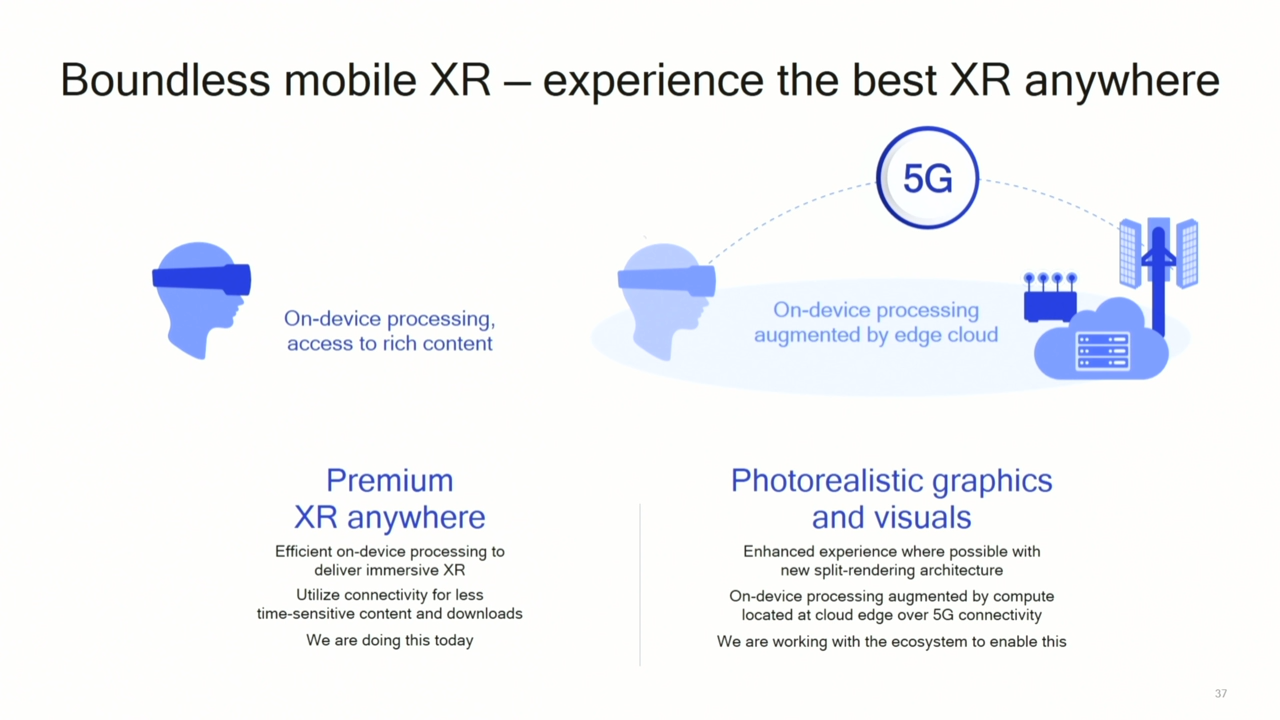 Boundless mobile XR – experience the best XR anywhere
5G
On-device processing,
access to rich content
On-device processing
augmented by edge cloud
Premium
XR anywhere
Efficient on-device processing to
deliver immersive XR
Utilize connectivity for less
time-sensitive content and downloads
We are doing this today
Photorealistic graphics
and visuals
Enhanced experience where possible with
new split-rendering architecture
On-device processing augmented by compute
located at cloud edge over 5G connectivity
We are working with the ecosystem to enable this
37